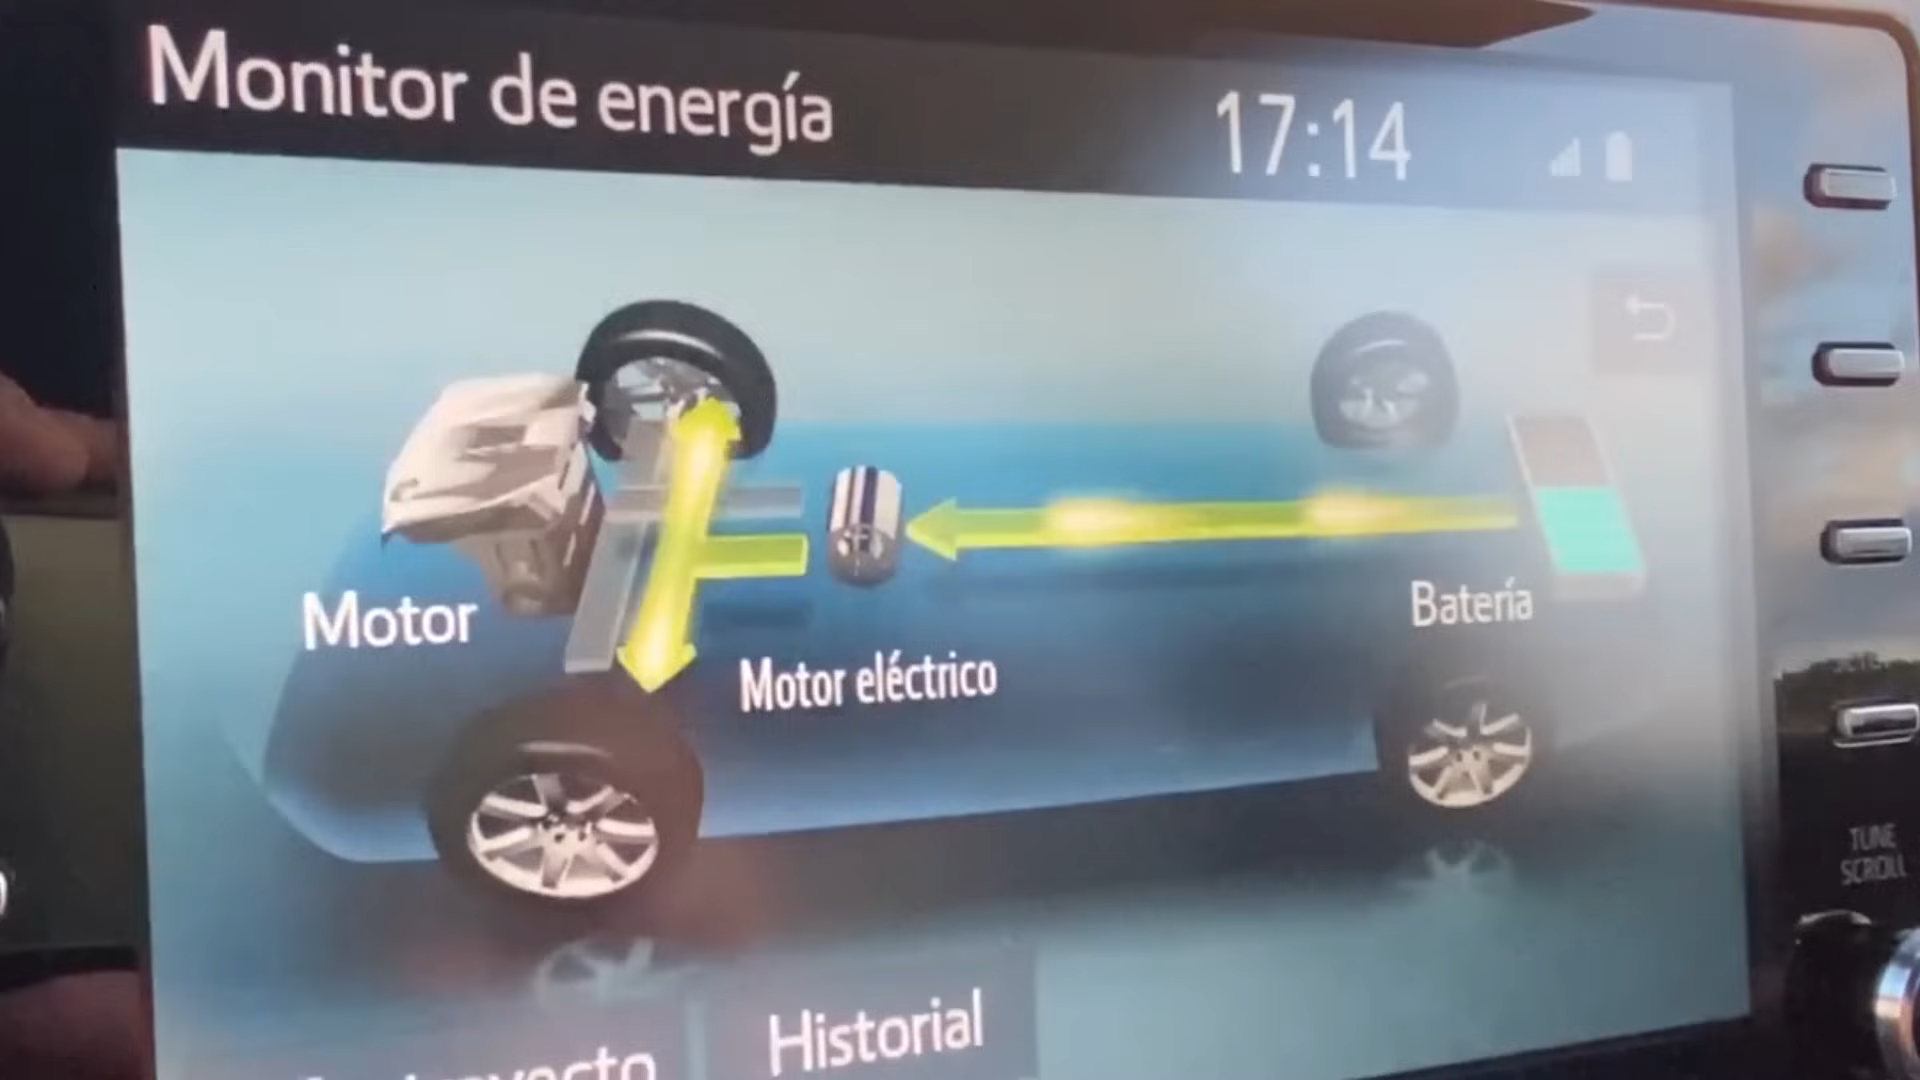 Monitor de energía
17:14
Motor
Motor eléctrico
Batería
Historial
TUNE
SCROLL